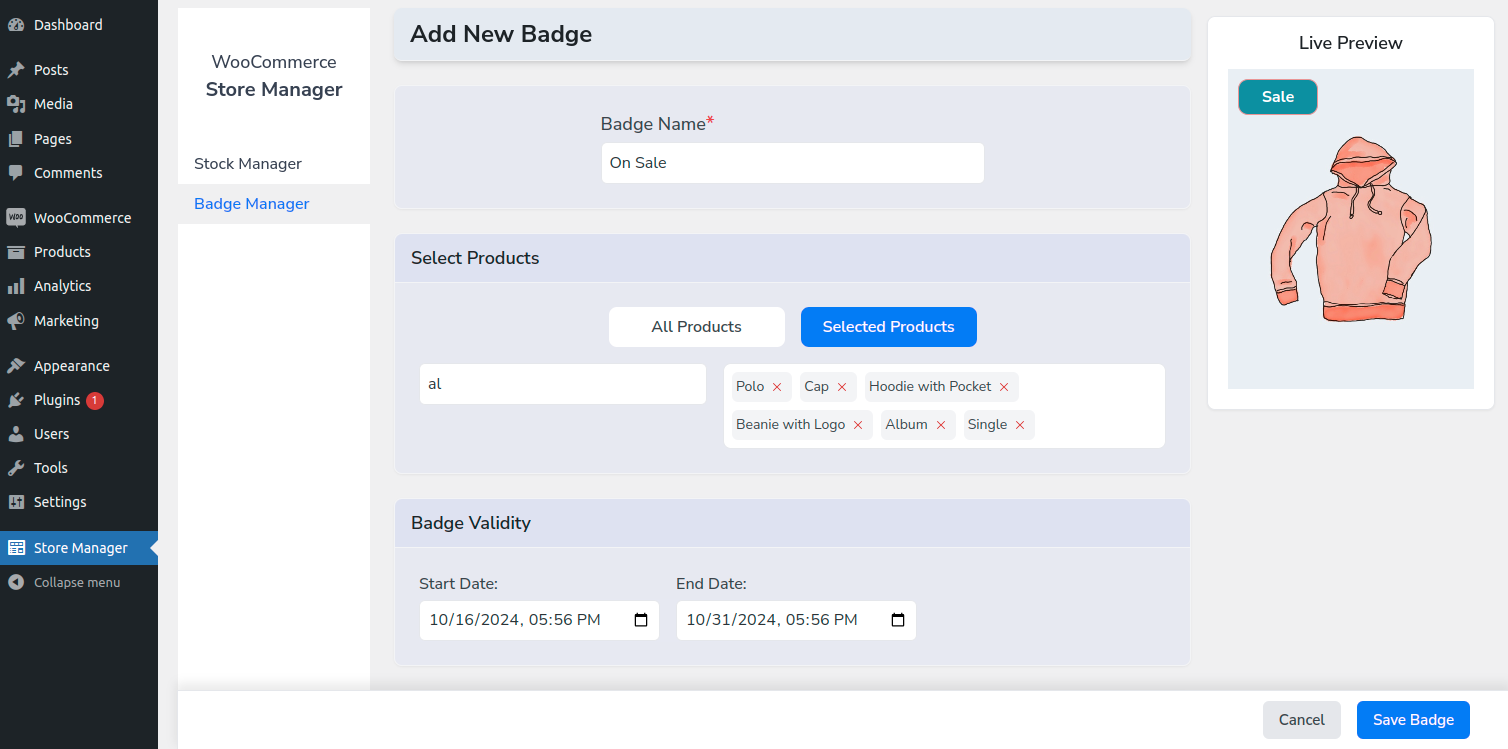 Dashboard
Posts
Media
Pages
Comments
Woo WooCommerce
Products
Analytics
Marketing
Appearance
Plugins 1
Users
Tools
Settings
Store Manager
Collapse menu
WooCommerce
Store Manager
Stock Manager
Badge Manager
Add New Badge
Badge Name*
On Sale
Select Products
All Products Selected Products
al
Polo × Cap × Hoodie with Pocket ×
Beanie with Logo × Album × Single ×
Badge Validity
Start Date: End Date:
10/16/2024, 05:56 PM 10/31/2024, 05:56 PM
Live Preview
Sale
Cancel Save Badge